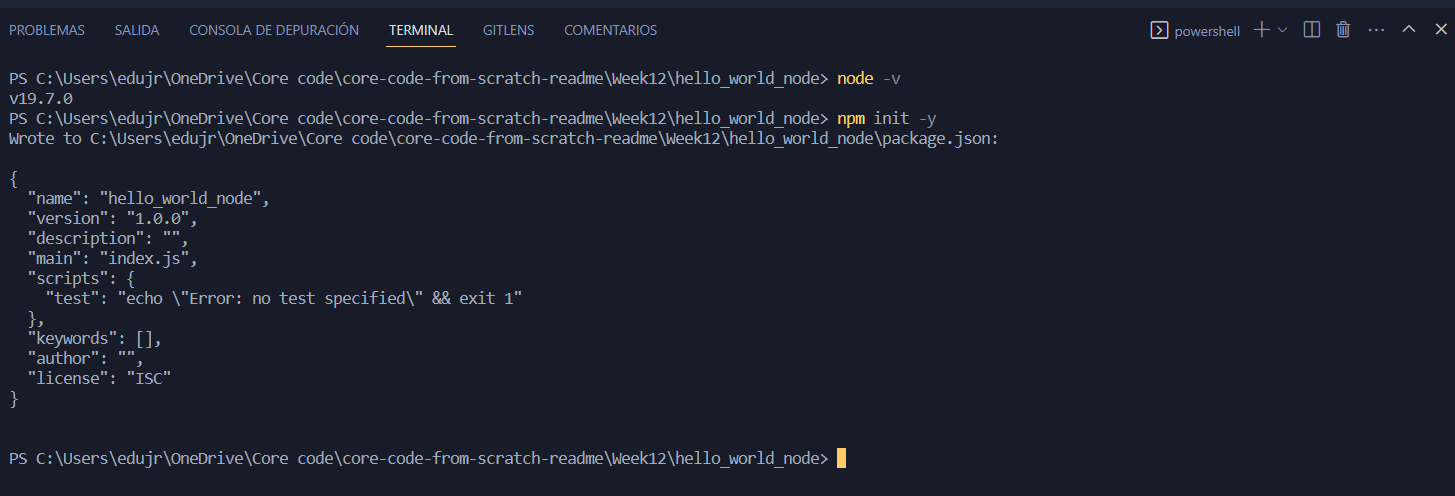 PROBLEMAS SALIDA CONSOLA DE DEPURACIÓN TERMINAL GITLENS COMENTARIOS powershell
PS C:\Users\edujr\OneDrive\Core code\core-code-from-scratch-readme\Week12\hello_world_node> node -v
v19.7.0
PS C:\Users\edujr\OneDrive\Core code\core-code-from-scratch-readme\Week12\hello_world_node> npm init -y
Wrote to C:\Users\edujr\OneDrive\Core code\core-code-from-scratch-readme\Week12\hello_world_node\package.json:

{
  "name": "hello_world_node",
  "version": "1.0.0",
  "description": "",
  "main": "index.js",
  "scripts": {
    "test": "echo \"Error: no test specified\" && exit 1"
  },
  "keywords": [],
  "author": "",
  "license": "ISC"
}

PS C:\Users\edujr\OneDrive\Core code\core-code-from-scratch-readme\Week12\hello_world_node>